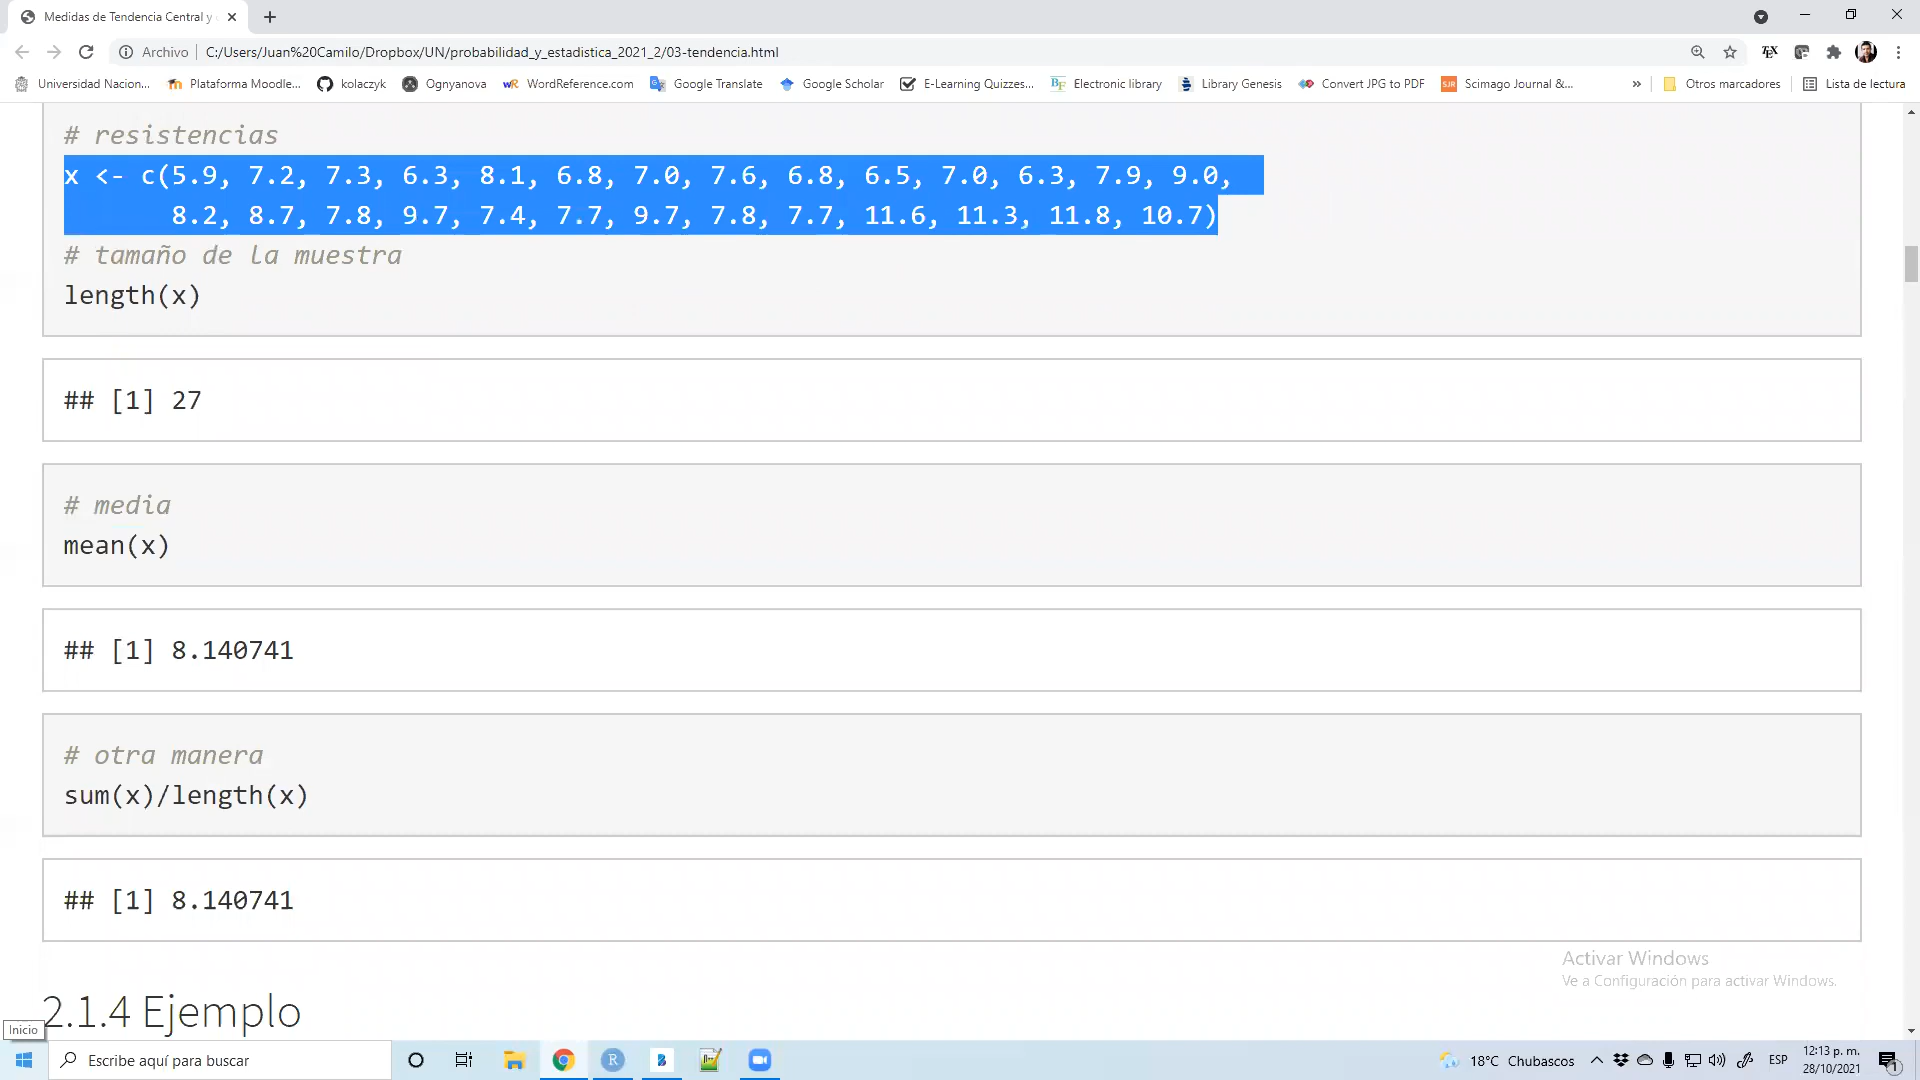 Medidas de Tendencia Central y
Archivo
C:/Users/Juan%20Camilo/Dropbox/UN/probabilidad_y_estadistica_2021_2/03-tendencia.html
Universidad Nacion... Plataforma Moodle... kolaczyk Ognyanova WordReference.com Google Translate Google Scholar E-Learning Quizzes... Electronic library Library Genesis Convert JPG to PDF Scimago Journal &... » Otros marcadores Lista de lectura
# resistencias
x <- c(5.9, 7.2, 7.3, 6.3, 8.1, 6.8, 7.0, 7.6, 6.8, 6.5, 7.0, 6.3, 7.9, 9.0,
8.2, 8.7, 7.8, 9.7, 7.4, 7.7, 9.7, 7.8, 7.7, 11.6, 11.3, 11.8, 10.7)
# tamaño de la muestra
length(x)
## [1] 27
# media
mean(x)
## [1] 8.140741
# otra manera
sum(x)/length(x)
## [1] 8.140741
Activar Windows
Ve a Configuración para activar Windows.
2.1.4 Ejemplo
Inicio
Escribe aquí para buscar
18°C Chubascos
ESP
12:13 p. m.
28/10/2021